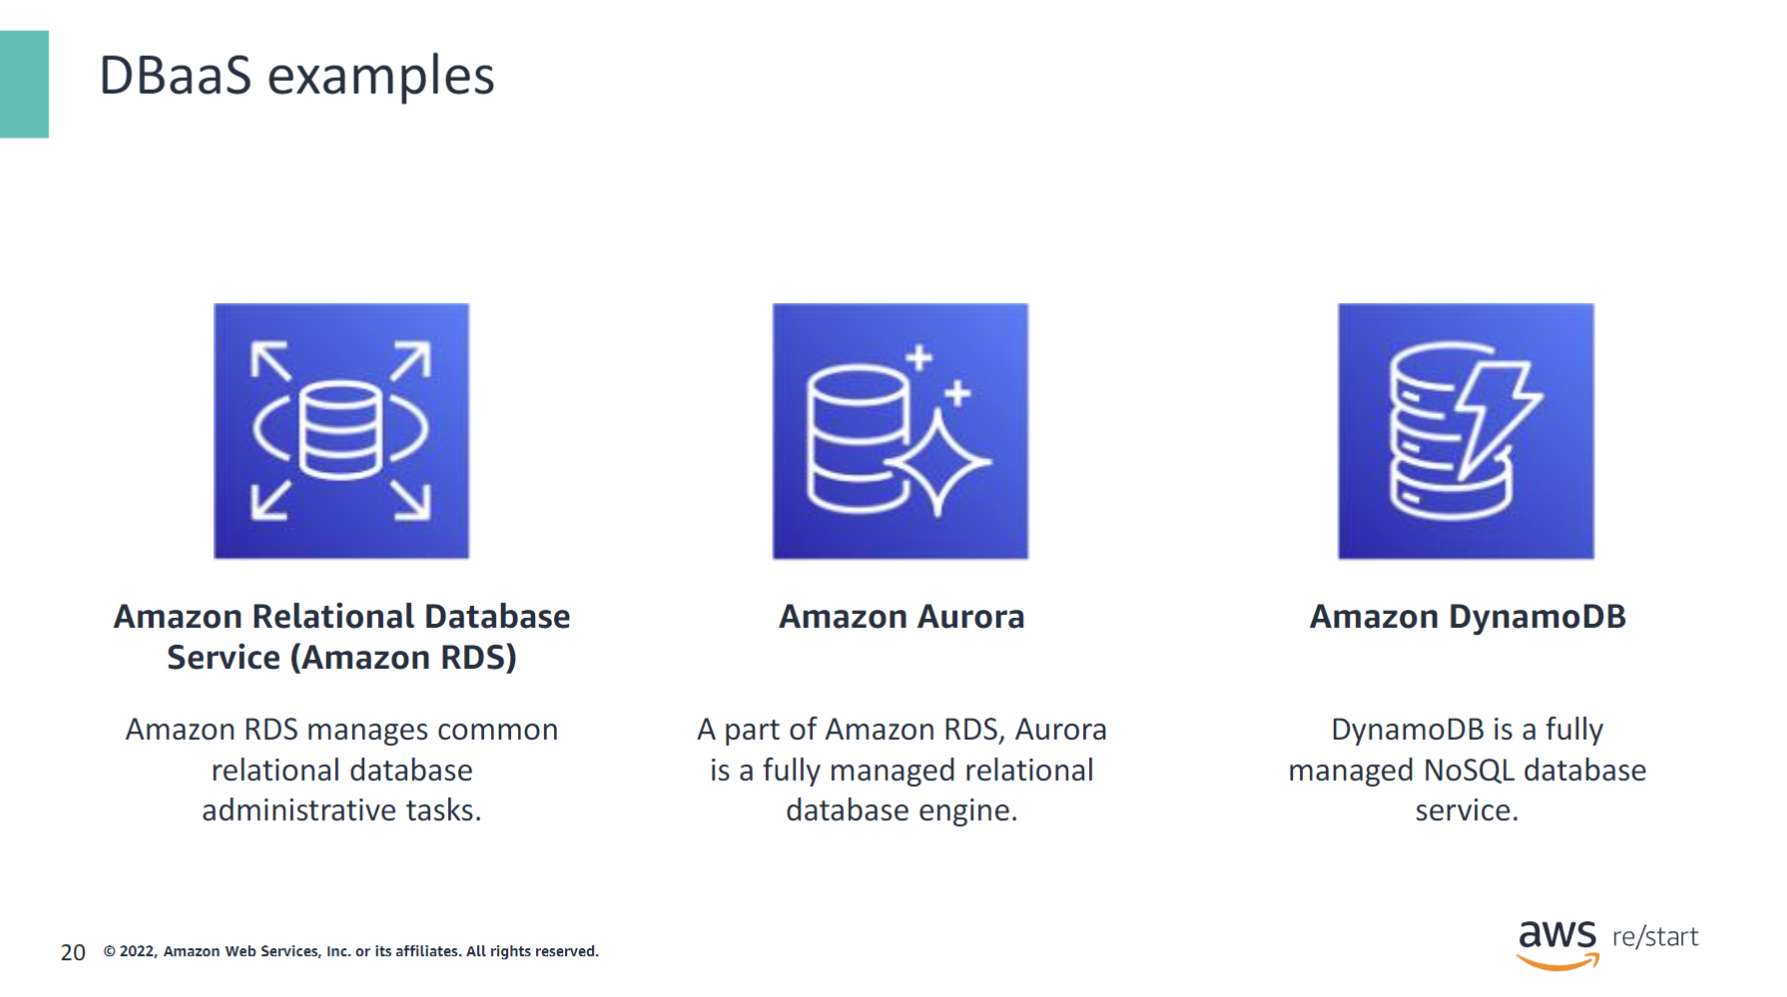 DBaaS examples
Amazon Relational Database
Service (Amazon RDS)
Amazon RDS manages common
relational database
administrative tasks.
Amazon Aurora
A part of Amazon RDS, Aurora
is a fully managed relational
database engine.
Amazon DynamoDB
DynamoDB is a fully
managed NoSQL database
service.
20 © 2022, Amazon Web Services, Inc. or its affiliates. All rights reserved.
aws re/start